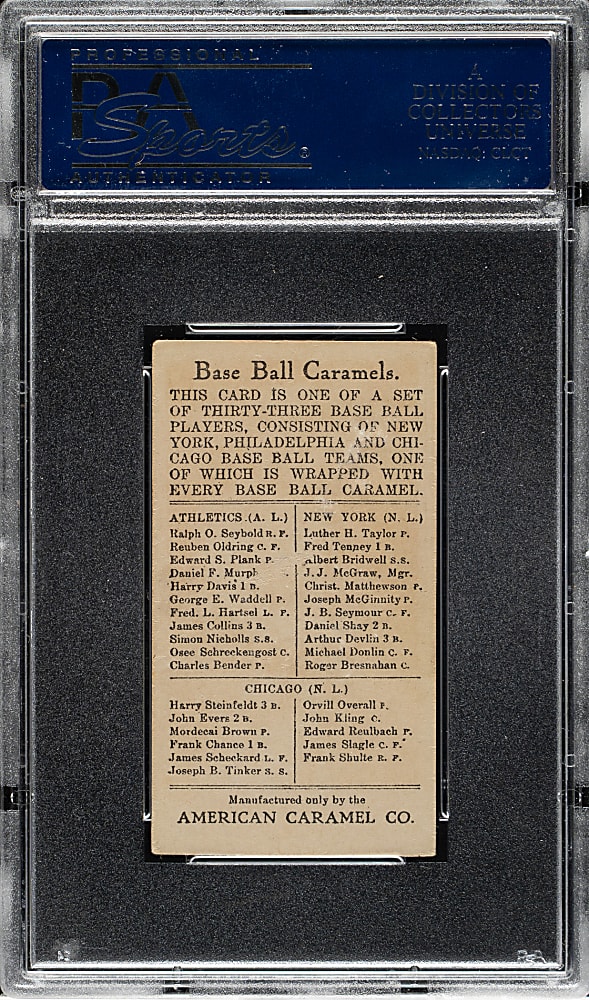 PROFESSIONAL
PSA
Sports®
AUTHENTICATOR
A
DIVISION OF
COLLECTORS
UNIVERSE
NASDAQ: CLCT
Base Ball Caramels.
THIS CARD IS ONE OF A SET
OF THIRTY-THREE BASE BALL
PLAYERS, CONSISTING OF NEW
YORK, PHILADELPHIA AND CHI-
CAGO BASE BALL TEAMS, ONE
OF WHICH IS WRAPPED WITH
EVERY BASE BALL CARAMEL.
ATHLETICS (A. L.)
Ralph O. Seybold R. F.
Reuben Oldring C. F.
Edward S. Plank P.
Daniel F. Murph
Harry Davis 1 B.
George E. Waddell P.
Fred. L. Hartsel L. F.
James Collins 3 B.
Simon Nicholls S.S.
Osee Schreckengost C.
Charles Bender P.
NEW YORK (N. L.)
Luther H. Taylor P.
Fred Tenney 1 B.
Albert Bridwell S.S.
J. J. McGraw, Mgr.
Christ. Matthewson P.
Joseph McGinnity P.
J. B. Seymour C. F.
Daniel Shay 2 B.
Arthur Devlin 3 B.
Michael Donlin C. F.
Roger Bresnahan C.
CHICAGO (N. L.)
Harry Steinfeldt 3 B.
John Evers 2 B.
Mordecai Brown P.
Frank Chance 1 B.
James Scheckard L. F.
Joseph B. Tinker S. S.
Orvill Overall P.
John Kling C.
Edward Reulbach P.
James Slagle C. F.
Frank Shulte R. F.
Manufactured only by the
AMERICAN CARAMEL CO.